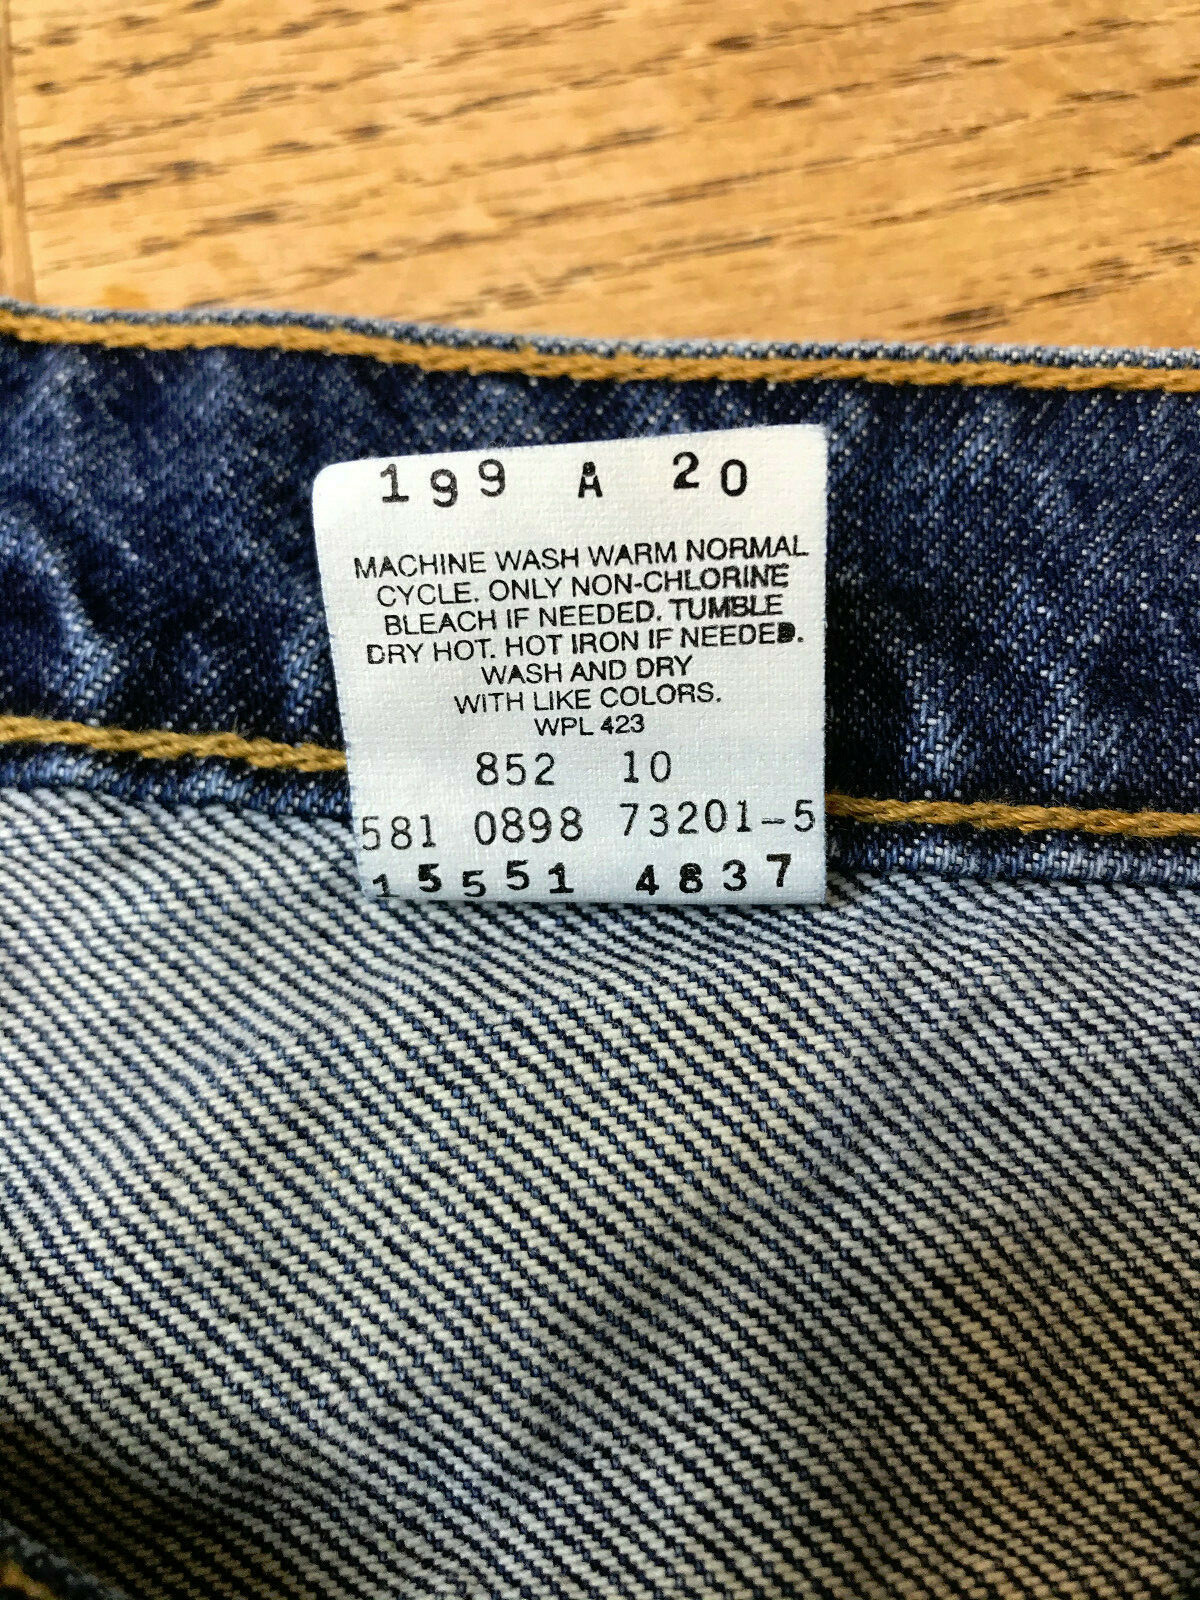 199 A 20
MACHINE WASH WARM NORMAL
CYCLE. ONLY NON-CHLORINE
BLEACH IF NEEDED. TUMBLE
DRY HOT. HOT IRON IF NEEDED.
WASH AND DRY
WITH LIKE COLORS.
WPL 423
852 10
581 0898 73201-5
15551 4837